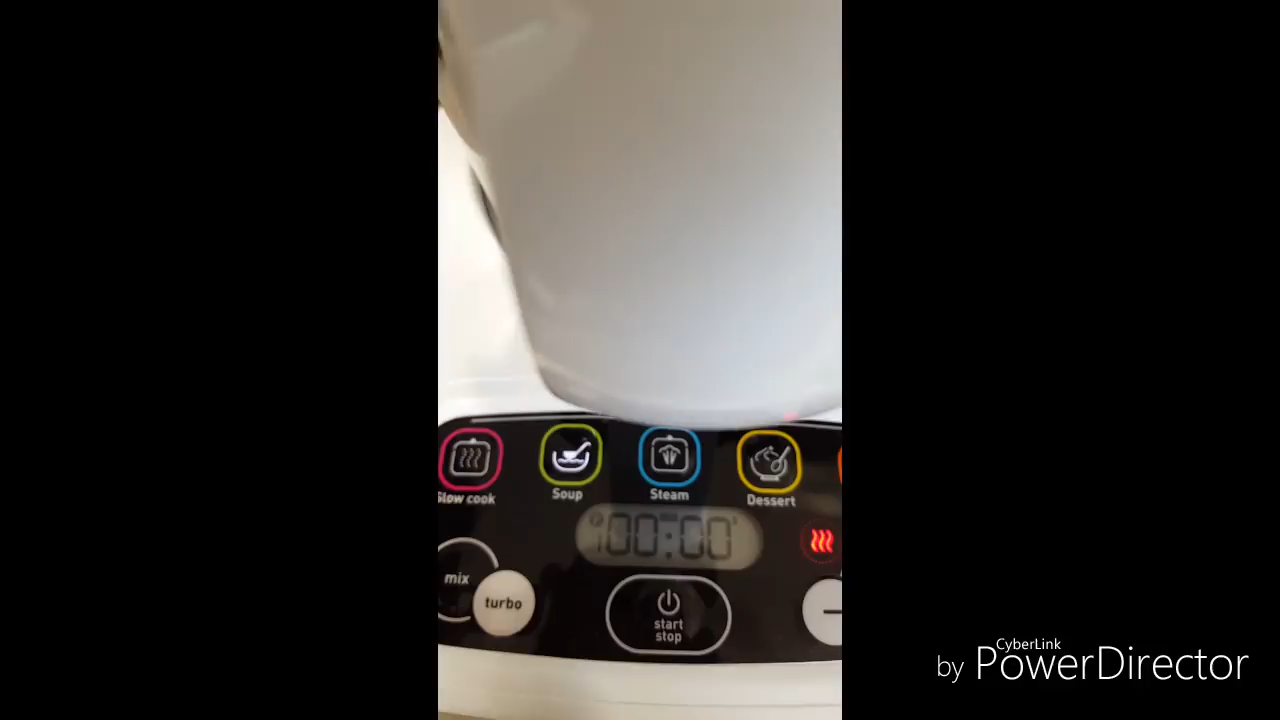 Slow cook
Soup
Steam
Dessert
00:00
mix
turbo
start
stop
CyberLink
by PowerDirector